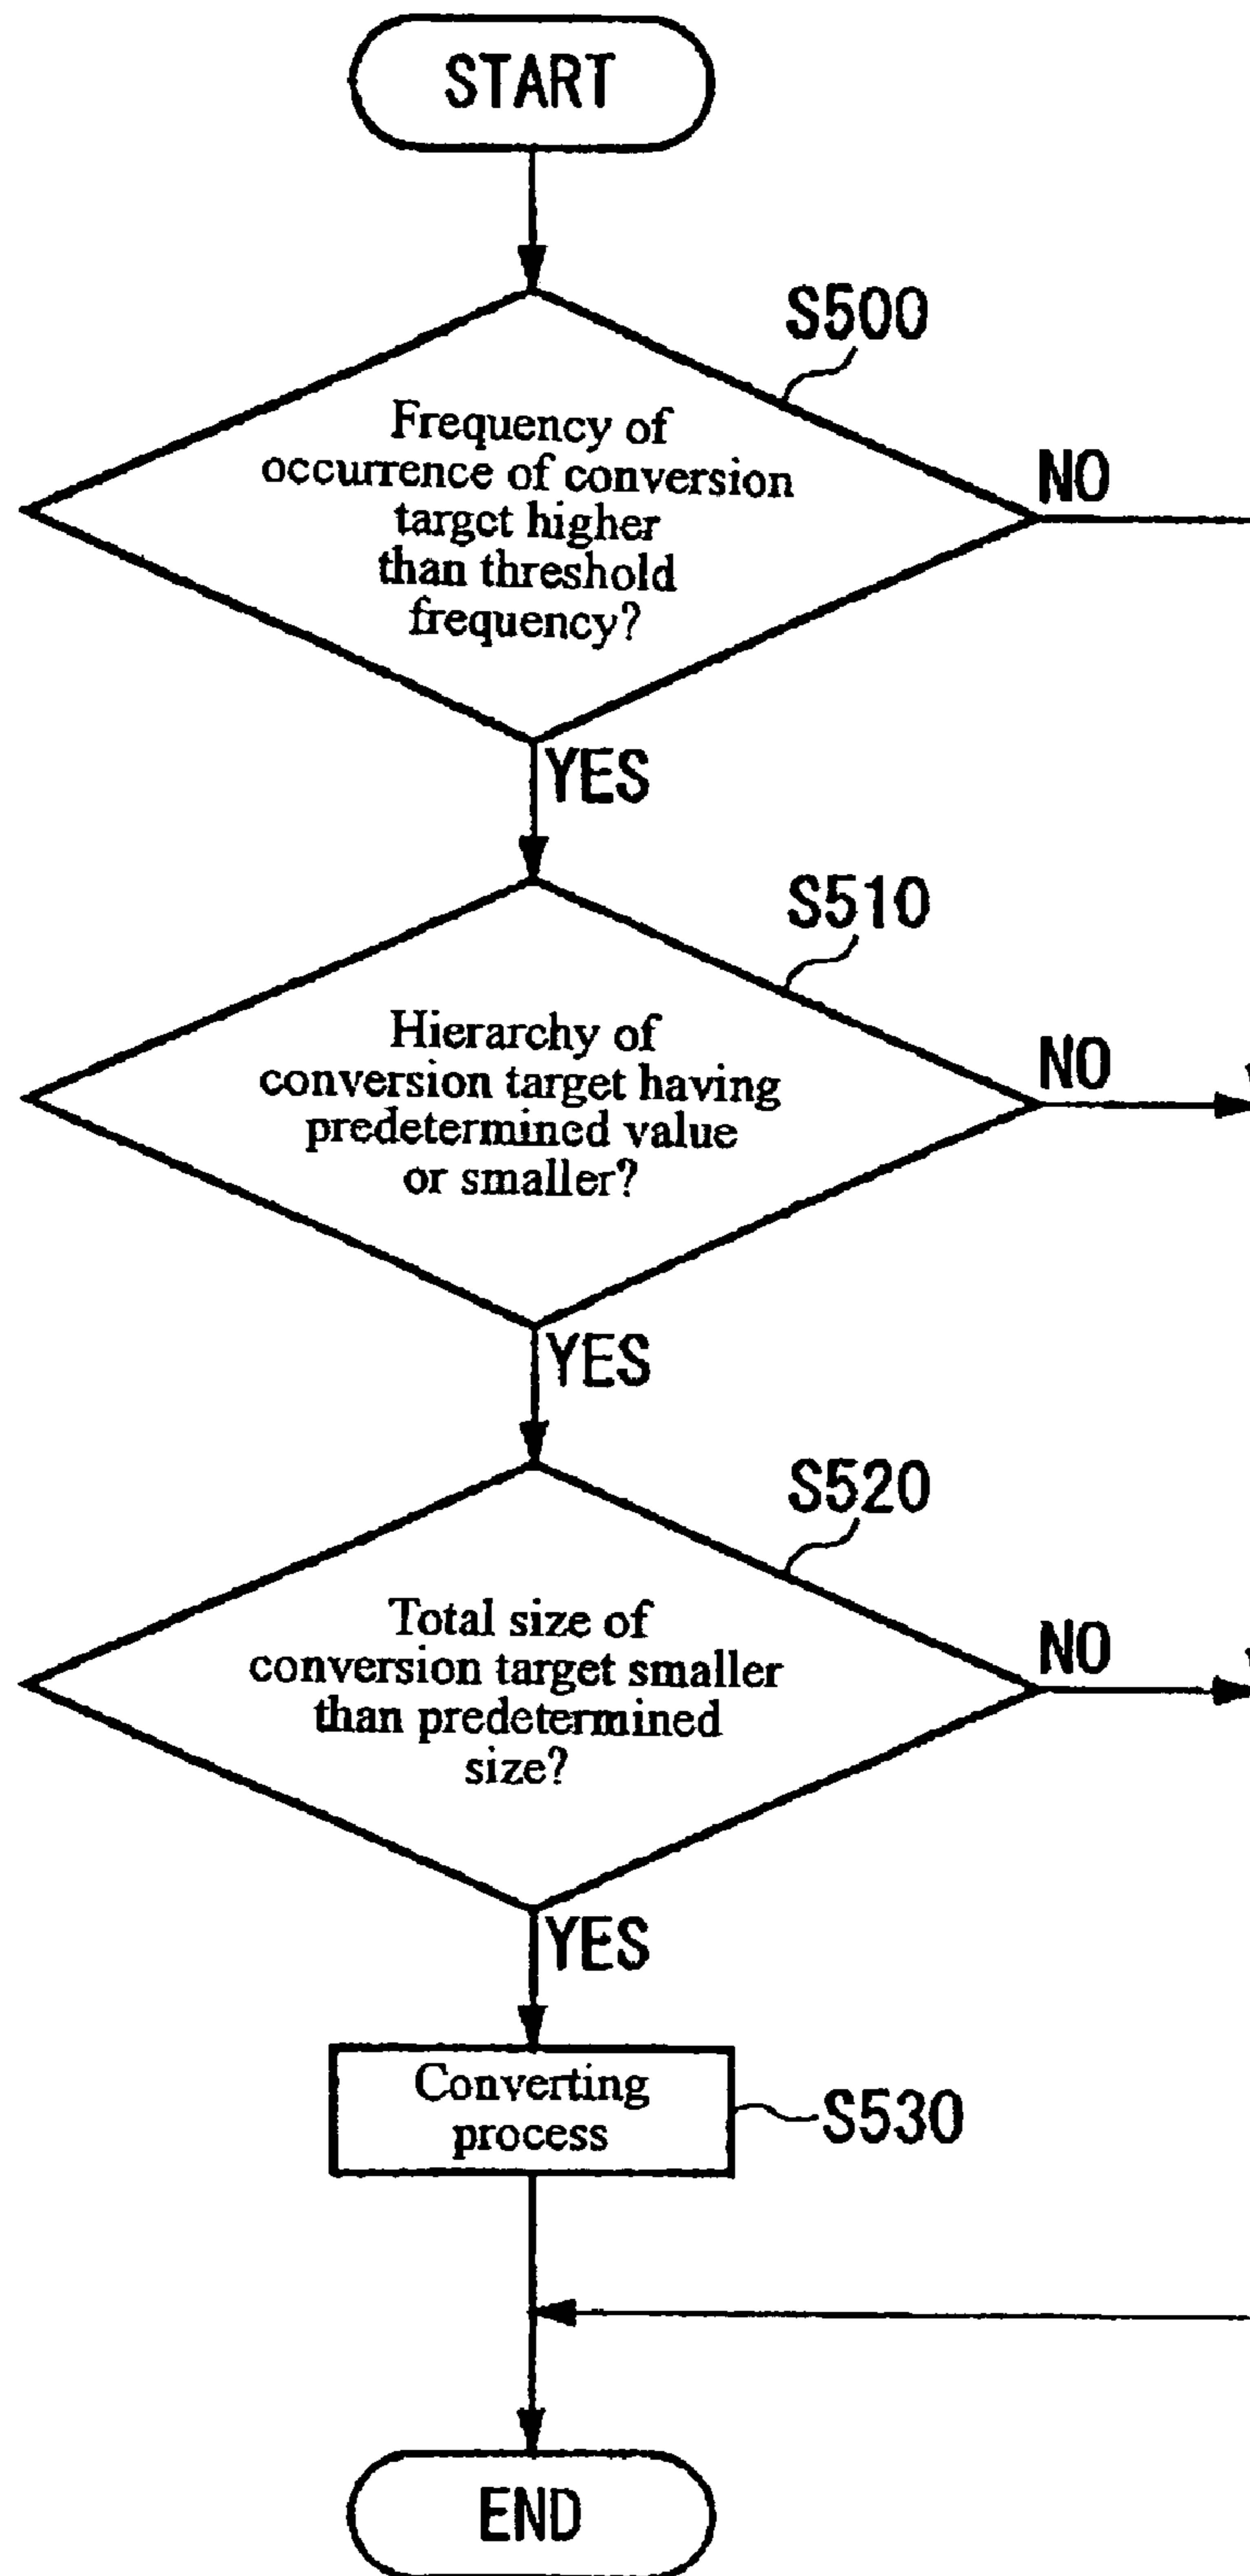 START
S500
Frequency of
occurrence of conversion
target higher
than threshold
frequency?
NO
YES
S510
Hierarchy of
conversion target having
predetermined value
or smaller?
NO
YES
S520
Total size of
conversion target smaller
than predetermined
size?
NO
YES
Converting
process
S530
END